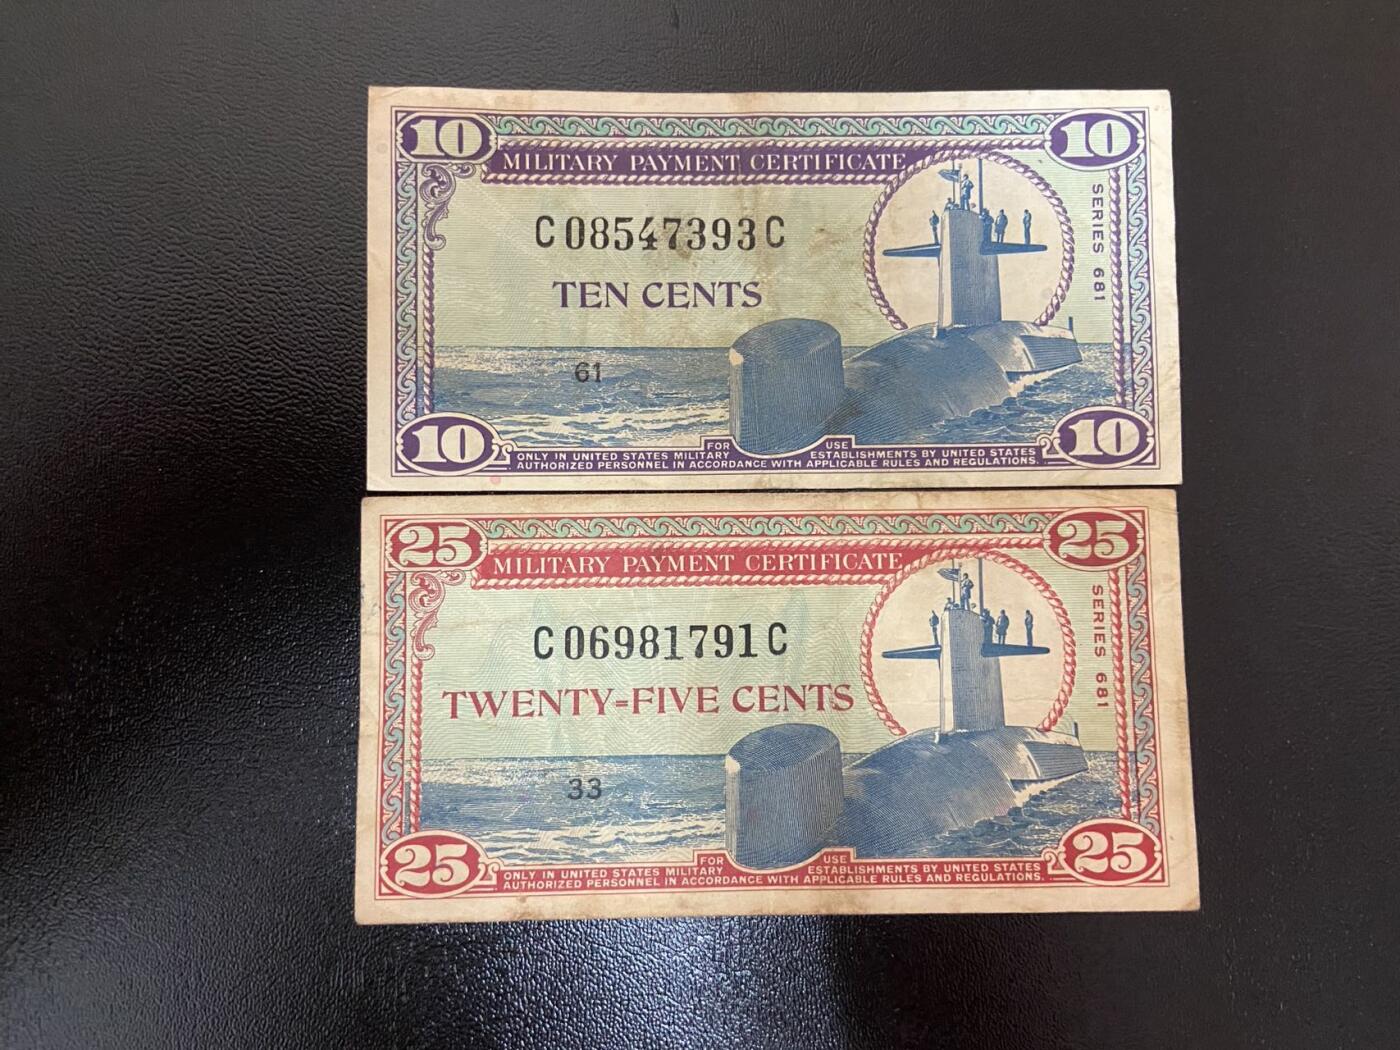 10 10
MILITARY PAYMENT CERTIFICATE
SERIES 681
C08547393C
TEN CENTS
61
10 10
FOR USE
ONLY IN UNITED STATES MILITARY ESTABLISHMENTS BY UNITED STATES
AUTHORIZED PERSONNEL IN ACCORDANCE WITH APPLICABLE RULES AND REGULATIONS.
25 25
MILITARY PAYMENT CERTIFICATE
SERIES 681
C06981791C
TWENTY=FIVE CENTS
33
25 25
FOR USE
ONLY IN UNITED STATES MILITARY ESTABLISHMENTS BY UNITED STATES
AUTHORIZED PERSONNEL IN ACCORDANCE WITH APPLICABLE RULES AND REGULATIONS.